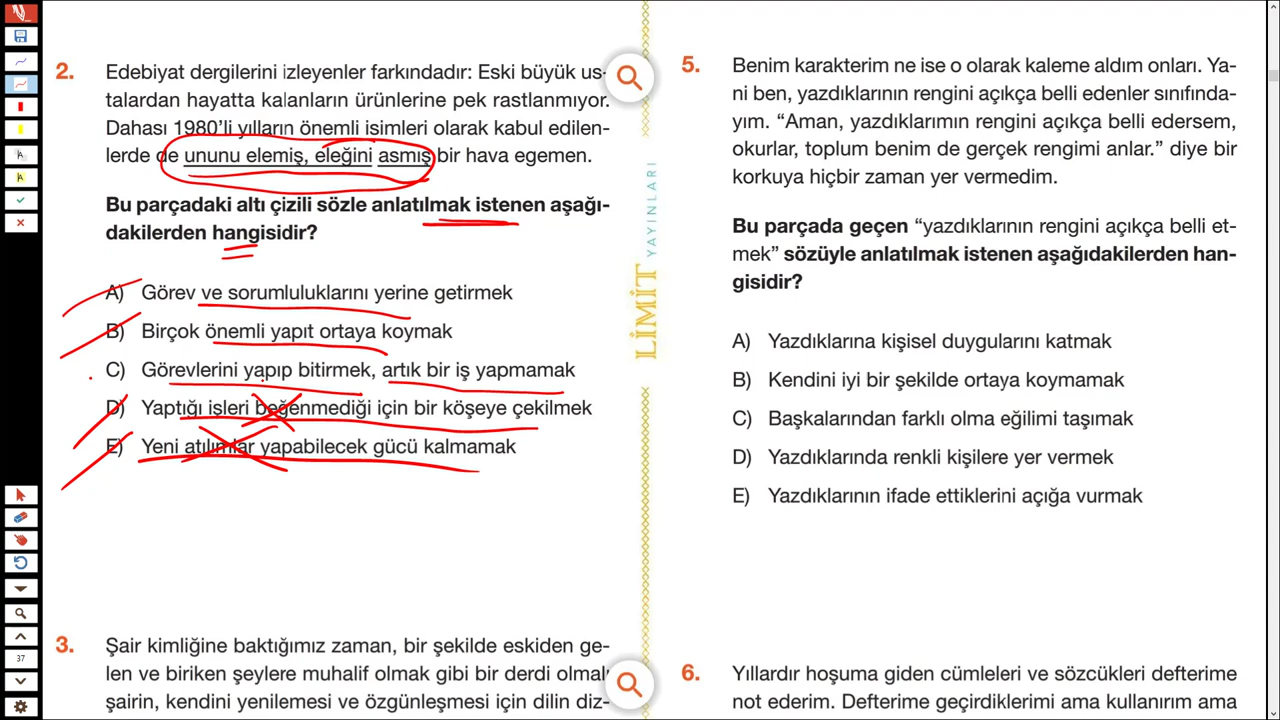 2. Edebiyat dergilerini izleyenler farkındadır: Eski büyük us-
talardan hayatta kalanların ürünlerine pek rastlanmıyor.
Dahası 1980'li yılların önemli isimleri olarak kabul edilen-
lerde de ununu elemiş, eleğini asmış bir hava egemen.
Bu parçadaki altı çizili sözle anlatılmak istenen aşağı-
dakilerden hangisidir?
A) Görev ve sorumluluklarını yerine getirmek
B) Birçok önemli yapıt ortaya koymak
C) Görevlerini yapıp bitirmek, artık bir iş yapmamak
D) Yaptığı işleri beğenmediği için bir köşeye çekilmek
E) Yeni atılımlar yapabilecek gücü kalmamak
3. Şair kimliğine baktığımız zaman, bir şekilde eskiden ge-
len ve biriken şeylere muhalif olmak gibi bir derdi olmalı
şairin, kendini yenilemesi ve özgünleşmesi için dilin diz-
LİMİT YAYINLARI
5. Benim karakterim ne ise o olarak kaleme aldım onları. Ya-
ni ben, yazdıklarının rengini açıkça belli edenler sınıfında-
yım. "Aman, yazdıklarımın rengini açıkça belli edersem,
okurlar, toplum benim de gerçek rengimi anlar." diye bir
korkuya hiçbir zaman yer vermedim.
Bu parçada geçen "yazdıklarının rengini açıkça belli et-
mek" sözüyle anlatılmak istenen aşağıdakilerden han-
gisidir?
A) Yazdıklarına kişisel duygularını katmak
B) Kendini iyi bir şekilde ortaya koymamak
C) Başkalarından farklı olma eğilimi taşımak
D) Yazdıklarında renkli kişilere yer vermek
E) Yazdıklarının ifade ettiklerini açığa vurmak
6. Yıllardır hoşuma giden cümleleri ve sözcükleri defterime
not ederim. Defterime geçirdiklerimi ama kullanırım ama
37